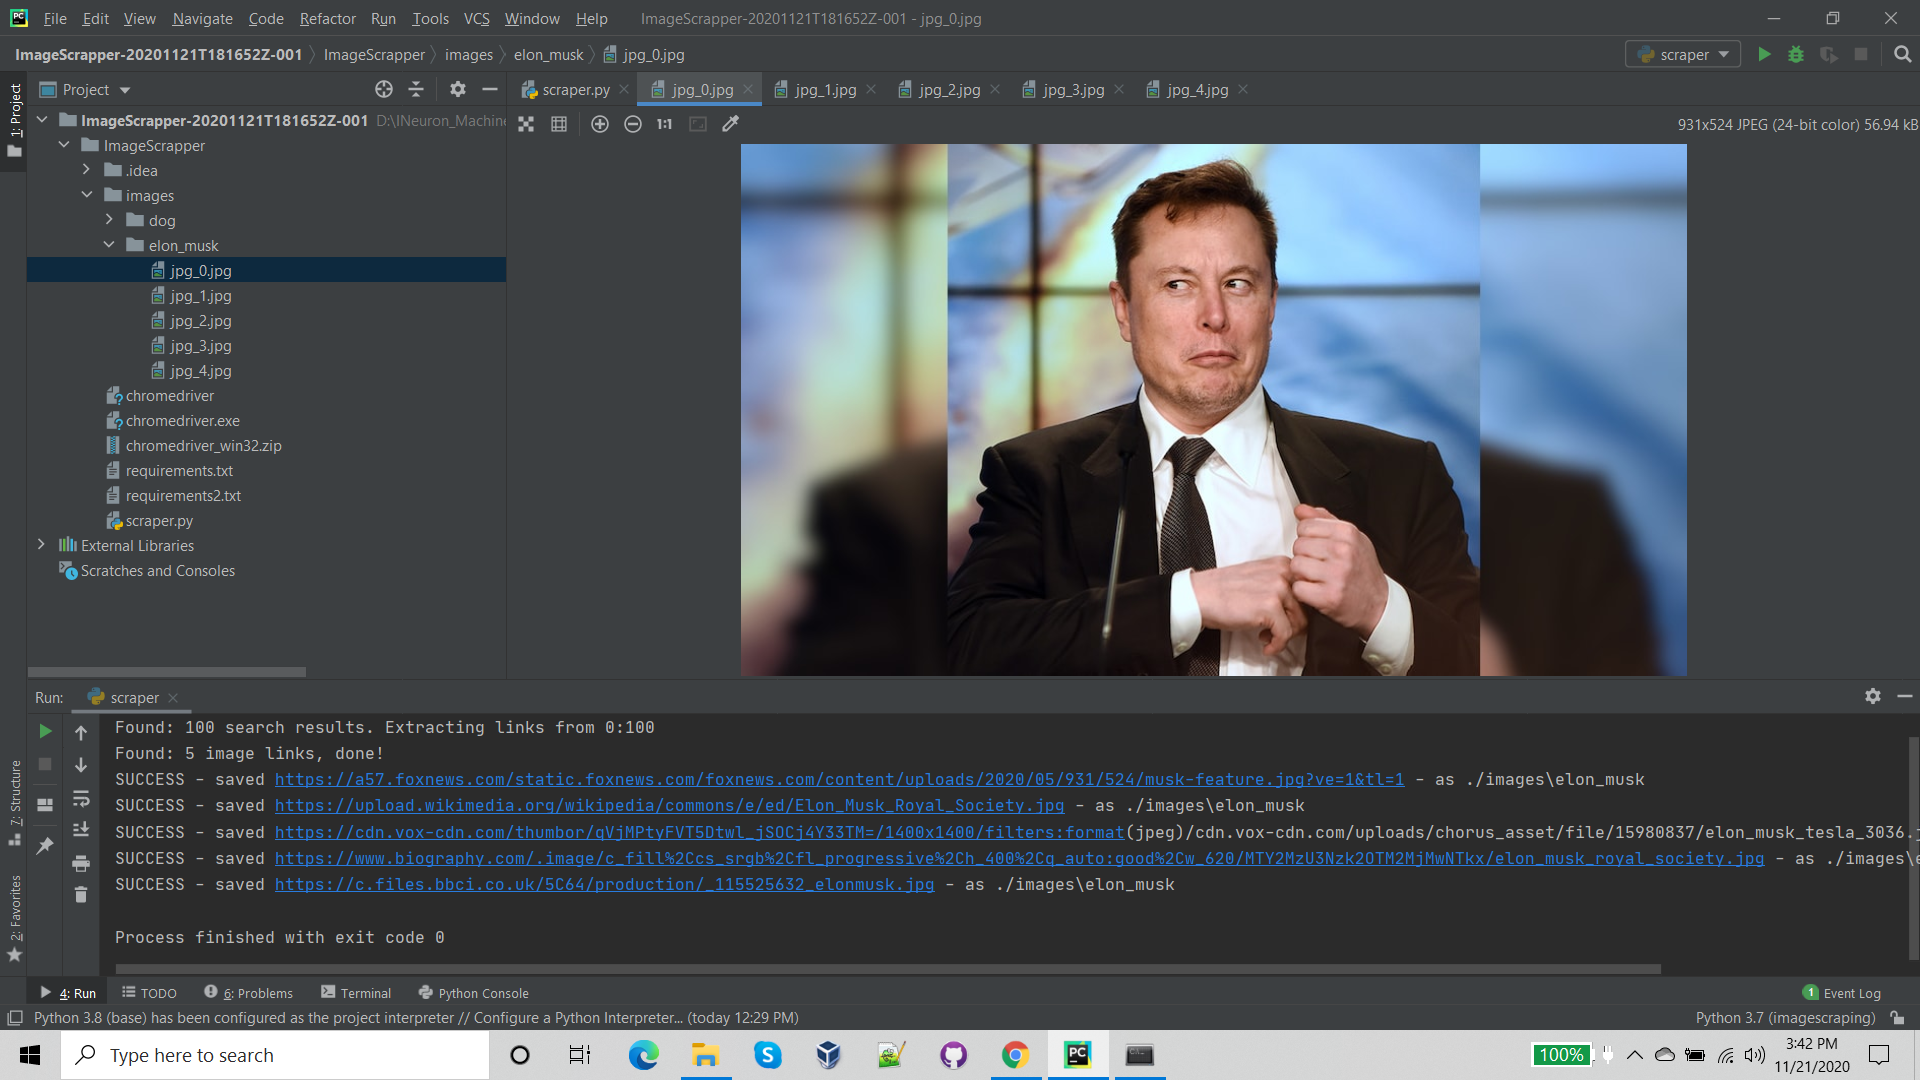 File Edit View Navigate Code Refactor Run Tools VCS Window Help ImageScrapper-20201121T181652Z-001 - jpg_0.jpg
ImageScrapper-20201121T181652Z-001 ImageScrapper images elon_musk jpg_0.jpg scraper
1: Project
Project
scraper.py jpg_0.jpg jpg_1.jpg jpg_2.jpg jpg_3.jpg jpg_4.jpg
1:1 931x524 JPEG (24-bit color) 56.94 kB
ImageScrapper-20201121T181652Z-001 D:\INeuron_Machine
ImageScrapper
.idea
images
dog
elon_musk
jpg_0.jpg
jpg_1.jpg
jpg_2.jpg
jpg_3.jpg
jpg_4.jpg
chromedriver
chromedriver.exe
chromedriver_win32.zip
requirements.txt
requirements2.txt
scraper.py
External Libraries
Scratches and Consoles
Run: scraper
Found: 100 search results. Extracting links from 0:100
Found: 5 image links, done!
SUCCESS - saved https://a57.foxnews.com/static.foxnews.com/foxnews.com/content/uploads/2020/05/931/524/musk-feature.jpg?ve=1&tl=1 - as ./images\elon_musk
SUCCESS - saved https://upload.wikimedia.org/wikipedia/commons/e/ed/Elon_Musk_Royal_Society.jpg - as ./images\elon_musk
SUCCESS - saved https://cdn.vox-cdn.com/thumbor/qVjMPtyFVT5Dtwl_jSOCj4Y33TM=/1400x1400/filters:format(jpeg)/cdn.vox-cdn.com/uploads/chorus_asset/file/15980837/elon_musk_tesla_3036.j
SUCCESS - saved https://www.biography.com/.image/c_fill%2Ccs_srgb%2Cfl_progressive%2Ch_400%2Cq_auto:good%2Cw_620/MTY2MzU3Nzk2OTM2MjMwNTkx/elon_musk_royal_society.jpg - as ./images\e
SUCCESS - saved https://c.files.bbci.co.uk/5C64/production/_115525632_elonmusk.jpg - as ./images\elon_musk
Process finished with exit code 0
7: Structure
2: Favorites
4: Run TODO 6: Problems Terminal Python Console 1 Event Log
Python 3.8 (base) has been configured as the project interpreter // Configure a Python Interpreter... (today 12:29 PM) Python 3.7 (imagescraping)
Type here to search
100%
3:42 PM
11/21/2020